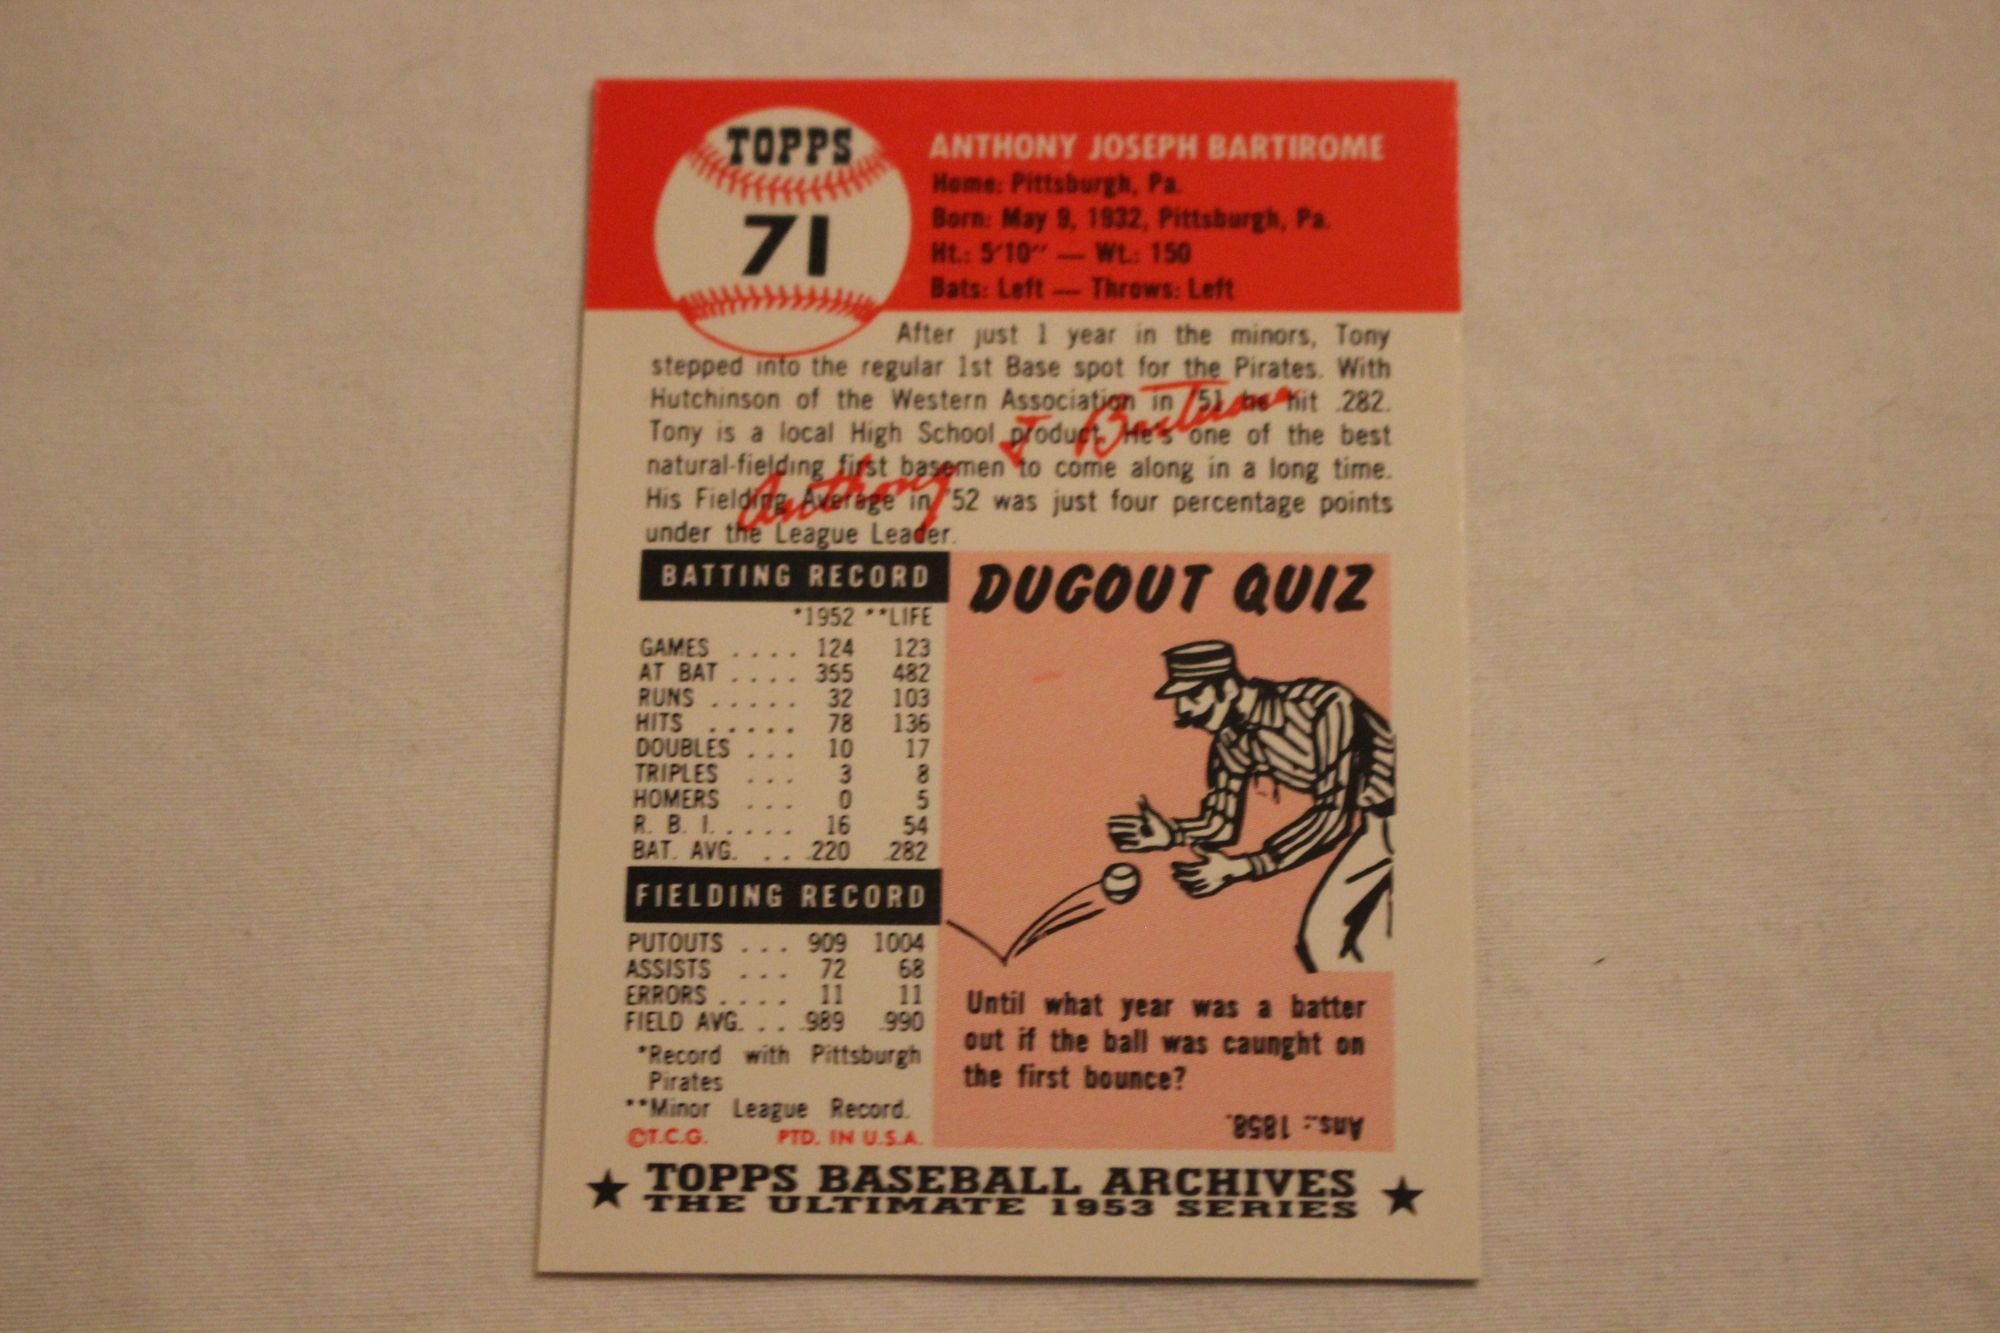 TOPPS
71
ANTHONY JOSEPH BARTIROME
Home: Pittsburgh, Pa.
Born: May 9, 1932, Pittsburgh, Pa.
Ht.: 5'10" — Wt.: 150
Bats: Left — Throws: Left
After just 1 year in the minors, Tony
stepped into the regular 1st Base spot for the Pirates. With
Hutchinson of the Western Association in '51 he hit .282.
Tony is a local High School product. He's one of the best
natural-fielding first basemen to come along in a long time.
His Fielding Average in '52 was just four percentage points
under the League Leader.
Anthony J Bartirome
BATTING RECORD
*1952 **LIFE
GAMES .... 124 123
AT BAT .... 355 482
RUNS ..... 32 103
HITS ..... 78 136
DOUBLES ... 10 17
TRIPLES ... 3 8
HOMERS ... 0 5
R. B. I. .... 16 54
BAT. AVG. .. .220 .282
FIELDING RECORD
PUTOUTS ... 909 1004
ASSISTS ... 72 68
ERRORS .... 11 11
FIELD AVG. .. .989 .990
*Record with Pittsburgh
Pirates
**Minor League Record.
©T.C.G. PTD. IN U.S.A.
DUGOUT QUIZ
Until what year was a batter
out if the ball was caunght on
the first bounce?
Ans.: 1858.
★ TOPPS BASEBALL ARCHIVES ★
THE ULTIMATE 1953 SERIES